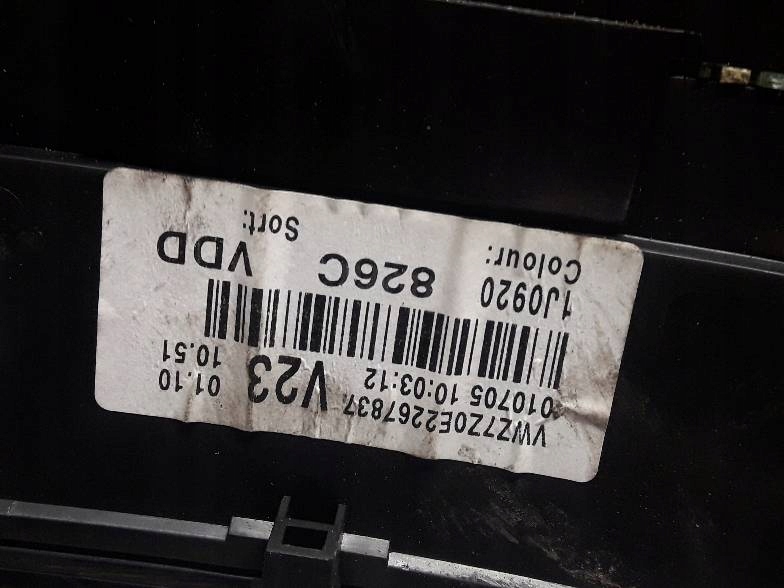 VWZ7Z0E2267837
010705 10:03:12 V23 01.10
10.51
1J0920 826C VDD
Colour: Sort: